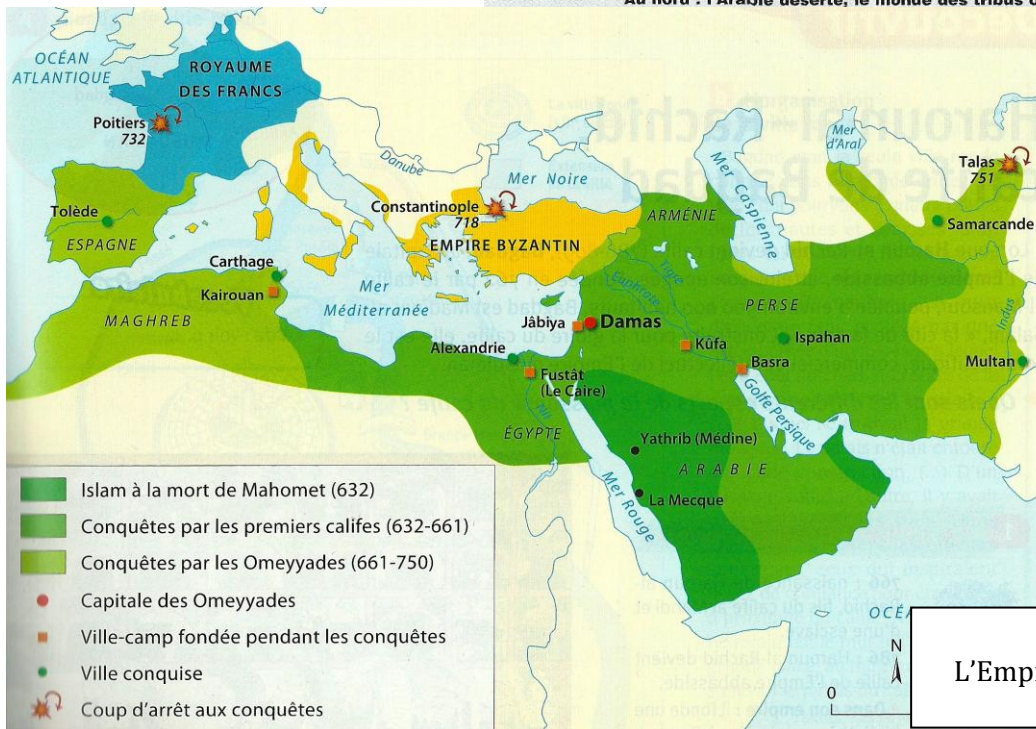 Au nord : l'Arabie déserte, le monde des tribus
OCÉAN
ATLANTIQUE
ROYAUME
DES FRANCS
Poitiers
732
Danube
Mer Noire
Mer Caspienne
Mer
d'Aral
Talas
751
Samarcande
Constantinople
718
ARMÉNIE
EMPIRE BYZANTIN
Tolède
ESPAGNE
Carthage
Kairouan
MAGHREB
Mer
Méditerranée
Euphrate
Tigre
PERSE
Indus
Jâbiya
Damas
Kûfa
Ispahan
Multan
Alexandrie
Basra
Fustât
(Le Caire)
Golfe Persique
Nil
ÉGYPTE
Yathrib (Médine)
ARABIE
La Mecque
Mer Rouge
Islam à la mort de Mahomet (632)
Conquêtes par les premiers califes (632-661)
Conquêtes par les Omeyyades (661-750)
Capitale des Omeyyades
Ville-camp fondée pendant les conquêtes
Ville conquise
Coup d'arrêt aux conquêtes
N
0